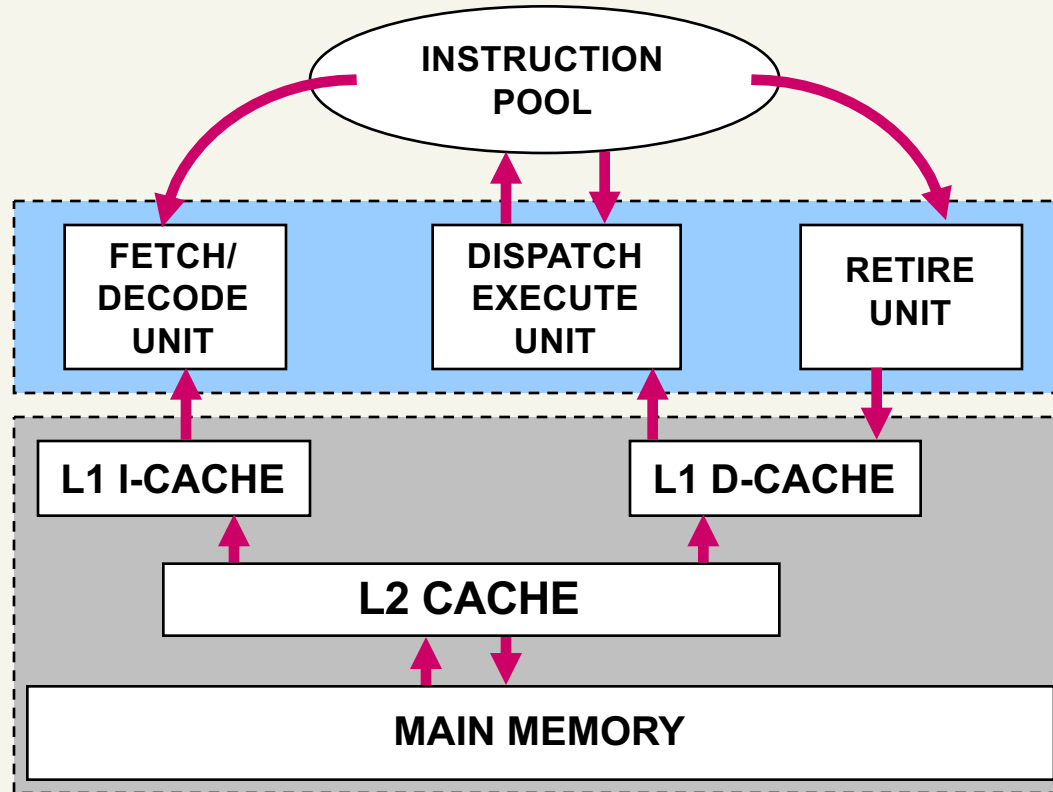 INSTRUCTION
POOL
FETCH/
DECODE
UNIT
DISPATCH
EXECUTE
UNIT
RETIRE
UNIT
L1 I-CACHE
L1 D-CACHE
L2 CACHE
MAIN MEMORY